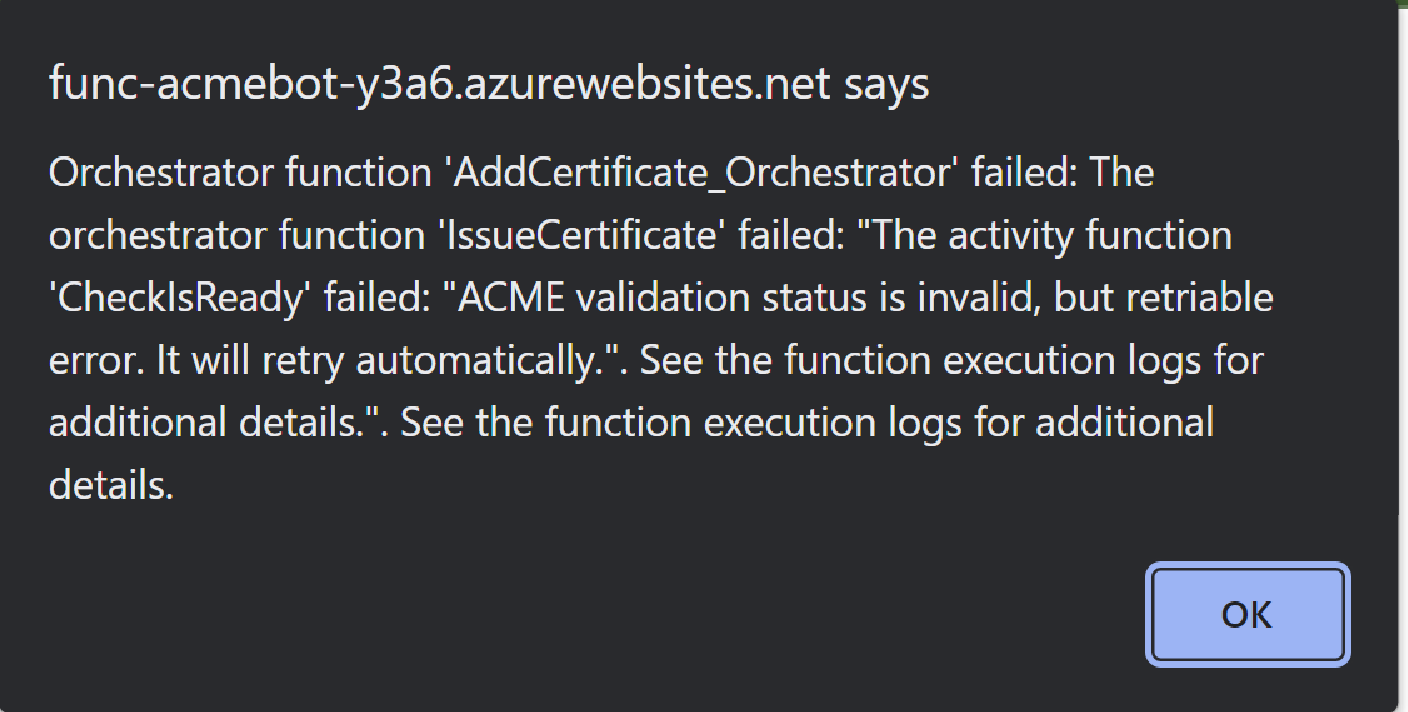 func-acmebot-y3a6.azurewebsites.net says
Orchestrator function 'AddCertificate_Orchestrator' failed: The
orchestrator function 'IssueCertificate' failed: "The activity function
'CheckIsReady' failed: "ACME validation status is invalid, but retriable
error. It will retry automatically.". See the function execution logs for
additional details.". See the function execution logs for additional
details.
OK